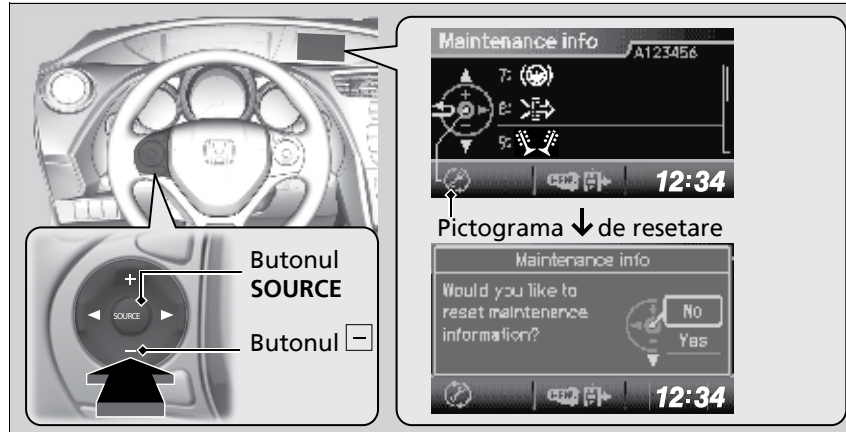 Maintenance info
A123456
7:
8:
9:
12:34
Pictograma de resetare
Maintenance info
Would you like to
reset maintenence
information?
No
Yes
12:34
Butonul
SOURCE
+
SOURCE
−
Butonul −